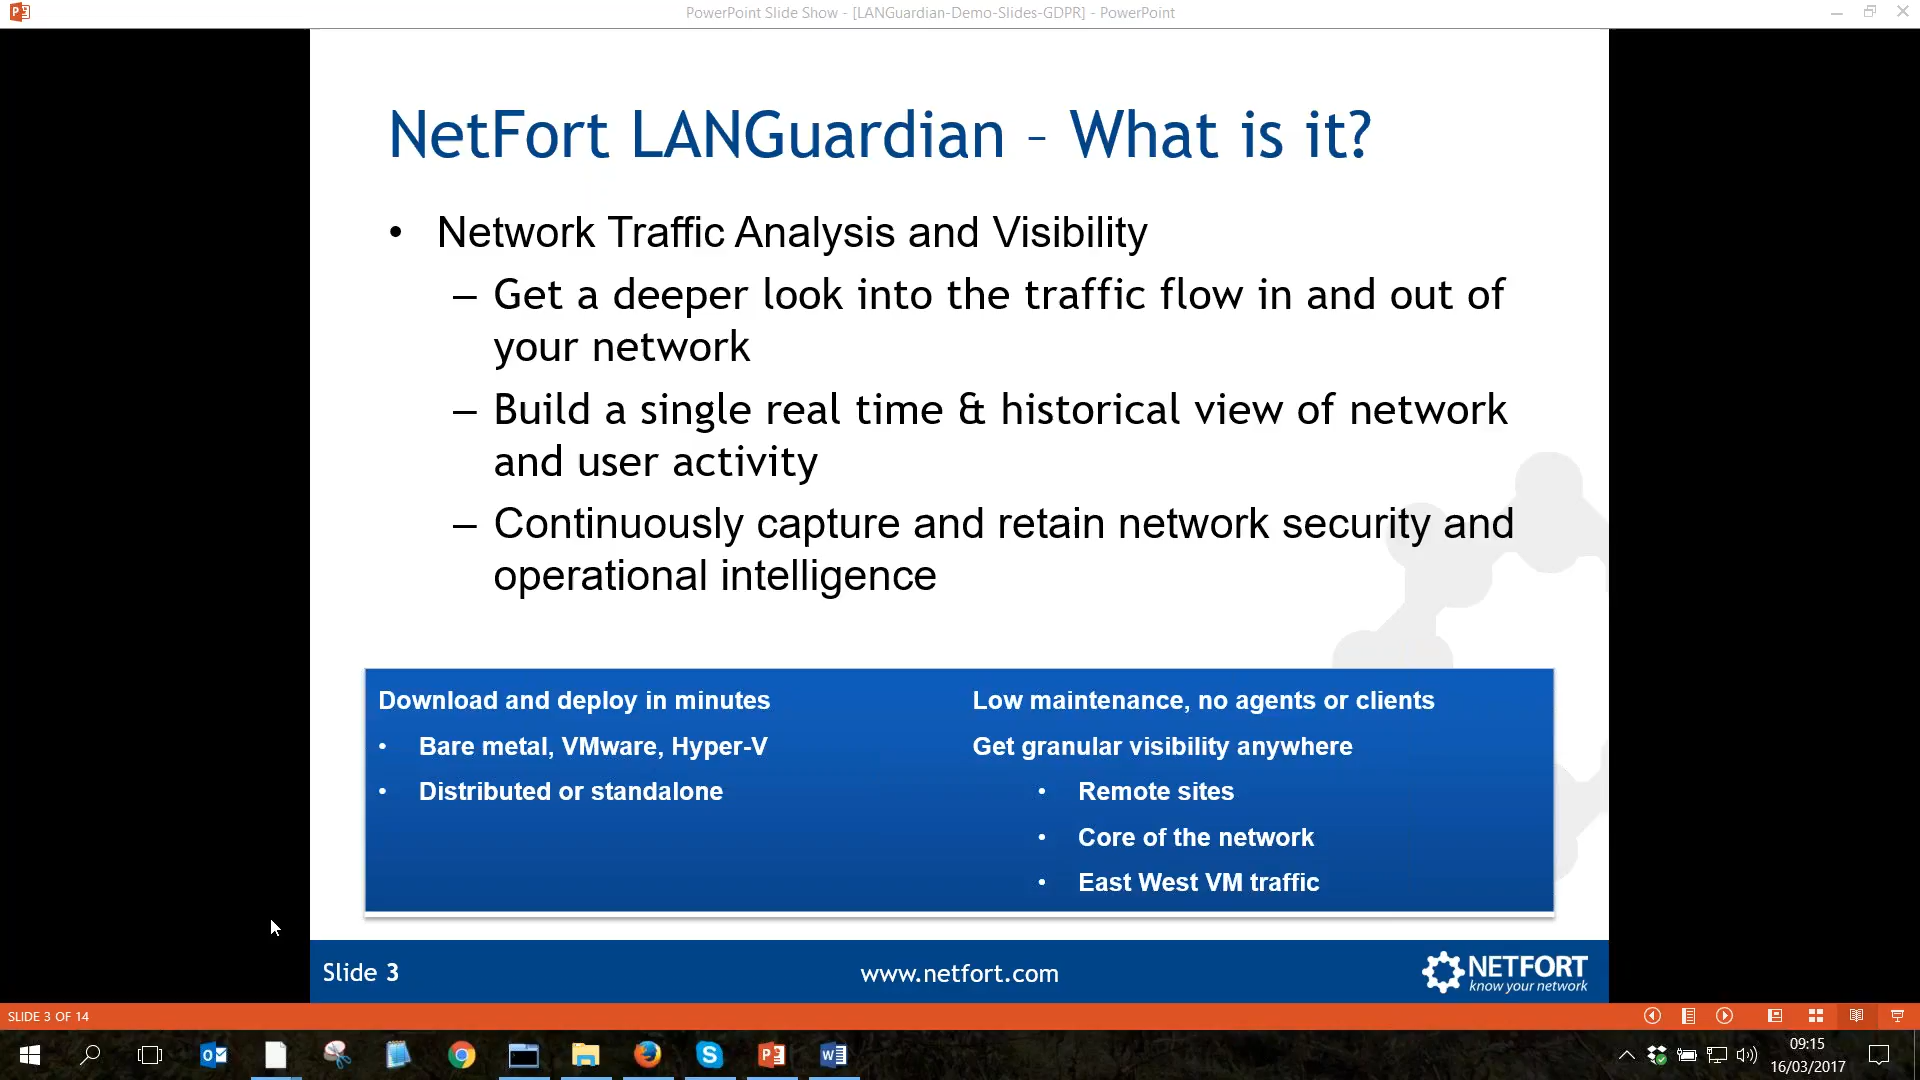 PowerPoint Slide Show - [LANGuardian-Demo-Slides-GDPR] - PowerPoint
NetFort LANGuardian – What is it?
• Network Traffic Analysis and Visibility
– Get a deeper look into the traffic flow in and out of
your network
– Build a single real time & historical view of network
and user activity
– Continuously capture and retain network security and
operational intelligence
Download and deploy in minutes
• Bare metal, VMware, Hyper-V
• Distributed or standalone
Low maintenance, no agents or clients
Get granular visibility anywhere
• Remote sites
• Core of the network
• East West VM traffic
Slide 3
www.netfort.com
NETFORT
know your network
SLIDE 3 OF 14
09:15
16/03/2017